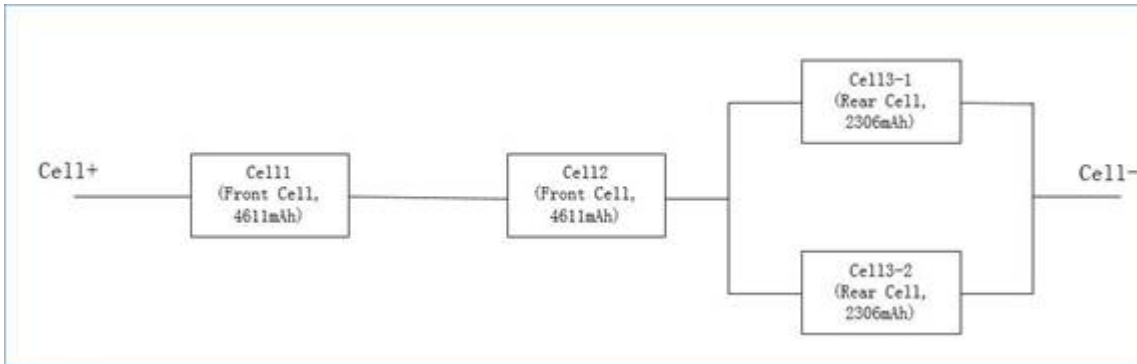 Cell+
Cell1
(Front Cell,
4611mAh)
Cell2
(Front Cell,
4611mAh)
Cell3-1
(Rear Cell,
2306mAh)
Cell3-2
(Rear Cell,
2306mAh)
Cell-